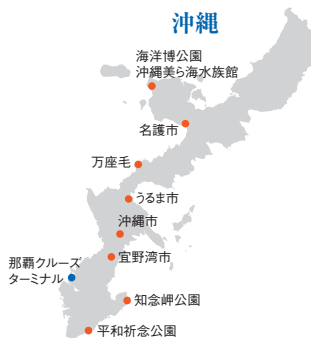 沖縄
海洋博公園
沖縄美ら海水族館
名護市
万座毛
うるま市
沖縄市
宜野湾市
那覇クルーズ
ターミナル
知念岬公園
平和祈念公園